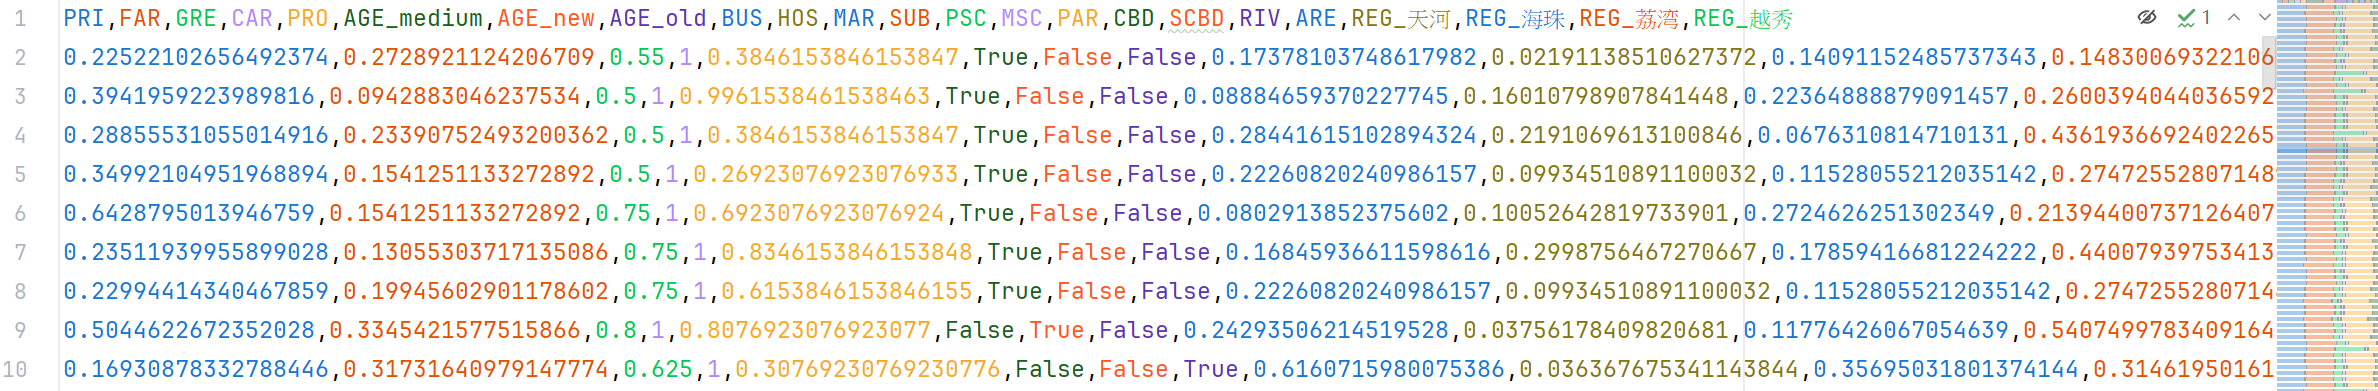 1 PRI,FAR,GRE,CAR,PRO,AGE_medium,AGE_new,AGE_old,BUS,HOS,MAR,SUB,PSC,MSC,PAR,CBD,SCBD,RIV,ARE,REG_天河,REG_海珠,REG_荔湾,REG_越秀 1
2 0.22522102656492374,0.2728921124206709,0.55,1,0.3846153846153847,True,False,False,0.17378103748617982,0.02191138510627372,0.14091152485737343,0.14830069322106
3 0.3941959223989816,0.0942883046237534,0.5,1,0.9961538461538463,True,False,False,0.08884659370227745,0.16010798907841448,0.22364888879091457,0.2600394044036592
4 0.28855531055014916,0.23390752493200362,0.5,1,0.3846153846153847,True,False,False,0.28441615102894324,0.2191069613100846,0.0676310814710131,0.4361936692402265
5 0.34992104951968894,0.1541251133272892,0.5,1,0.26923076923076933,True,False,False,0.22260820240986157,0.09934510891100032,0.11528055212035142,0.27472552807148
6 0.6428795013946759,0.1541251133272892,0.75,1,0.6923076923076924,True,False,False,0.0802913852375602,0.10052642819733901,0.2724626251302349,0.21394400737126407
7 0.23511939955899028,0.13055303717135086,0.75,1,0.8346153846153848,True,False,False,0.16845936611598616,0.2998756467270667,0.17859416681224222,0.44007939753413
8 0.22994414340467859,0.19945602901178602,0.75,1,0.6153846153846155,True,False,False,0.22260820240986157,0.09934510891100032,0.11528055212035142,0.2747255280714
9 0.5044622672352028,0.3345421577515866,0.8,1,0.8076923076923077,False,True,False,0.24293506214519528,0.03756178409820681,0.11776426067054639,0.5407499783409164
10 0.16930878332788446,0.31731640979147774,0.625,1,0.30769230769230776,False,False,True,0.6160715980075386,0.036367675341143844,0.35695031801374144,0.31461950161